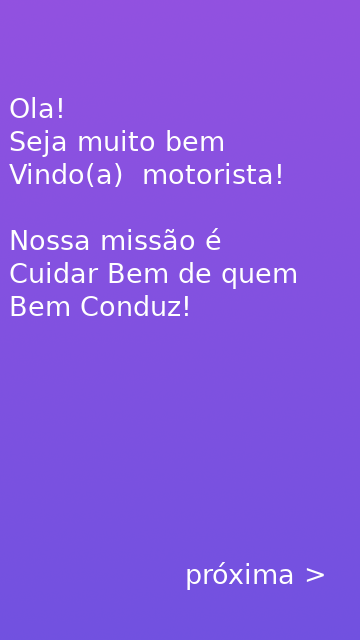 Ola!
Seja muito bem
Vindo(a)  motorista!
Nossa missão é
Cuidar Bem de quem
Bem Conduz!
próxima >